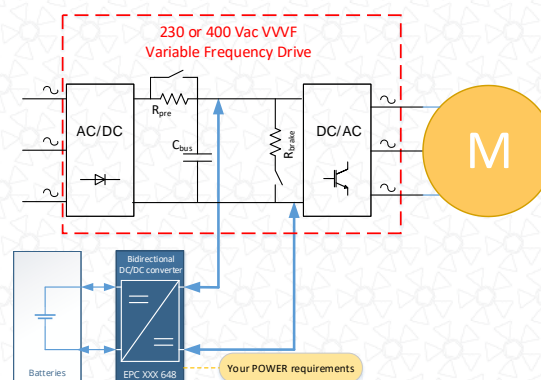 230 or 400 Vac VVVF
Variable Frequency Drive
Rpre
AC/DC
Cbus
Rbrake
DC/AC
M
Bidirectional
DC/DC converter
Batteries
EPC XXX 648
Your POWER requirements